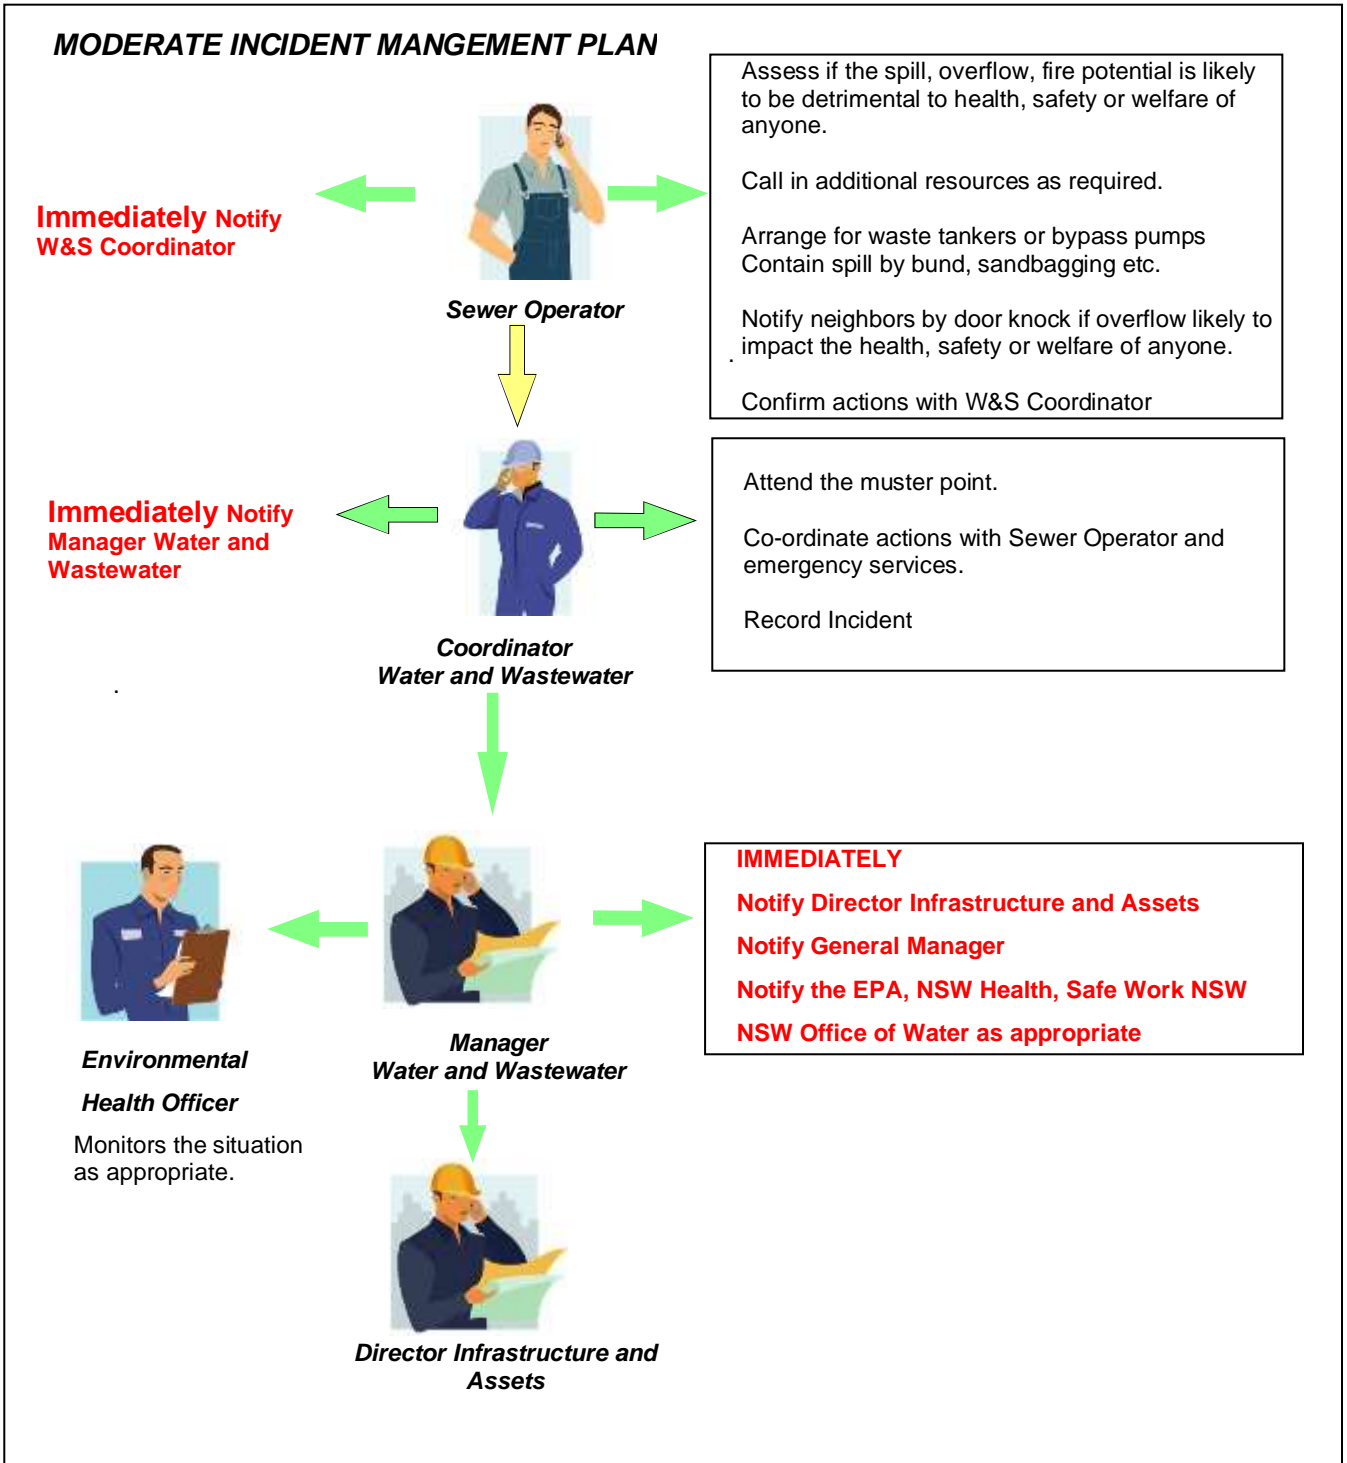 MODERATE INCIDENT MANGEMENT PLAN
Assess if the spill, overflow, fire potential is likely
to be detrimental to health, safety or welfare of
anyone.
Call in additional resources as required.
Arrange for waste tankers or bypass pumps
Contain spill by bund, sandbagging etc.
Notify neighbors by door knock if overflow likely to
impact the health, safety or welfare of anyone.
.
Confirm actions with W&S Coordinator
Immediately Notify
W&S Coordinator
Sewer Operator
Immediately Notify
Manager Water and
Wastewater
Attend the muster point.
Co-ordinate actions with Sewer Operator and
emergency services.
Record Incident
Coordinator
Water and Wastewater
.
IMMEDIATELY
Notify Director Infrastructure and Assets
Notify General Manager
Notify the EPA, NSW Health, Safe Work NSW
NSW Office of Water as appropriate
Environmental
Health Officer
Monitors the situation
as appropriate.
Manager
Water and Wastewater
Director Infrastructure and
Assets